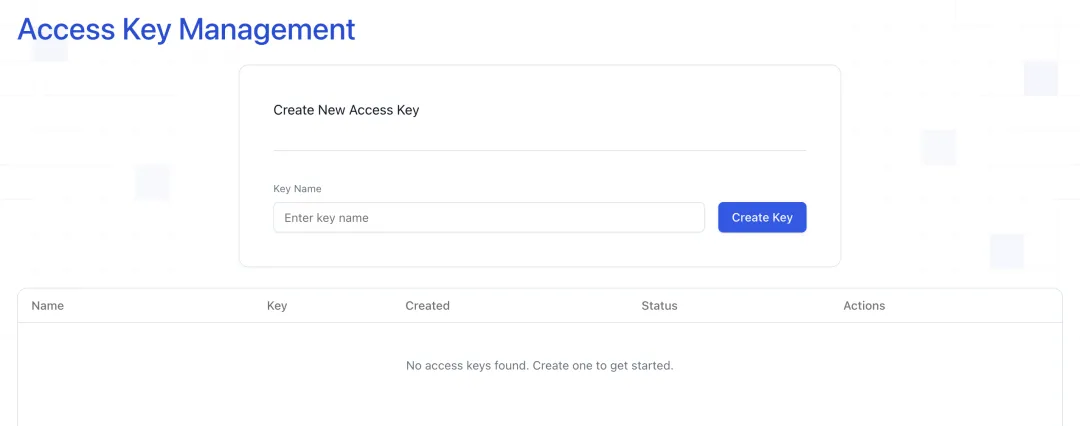 Access Key Management
Create New Access Key
Key Name
Enter key name
Create Key
Name Key Created Status Actions
No access keys found. Create one to get started.